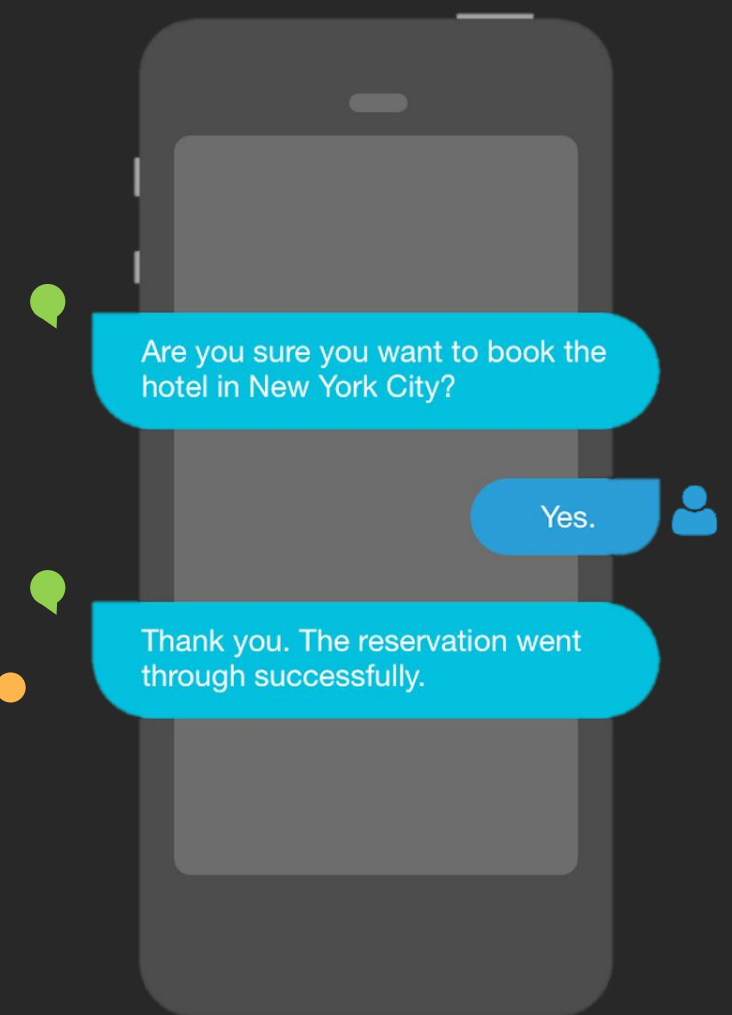 Are you sure you want to book the
hotel in New York City?
Yes.
Thank you. The reservation went
through successfully.